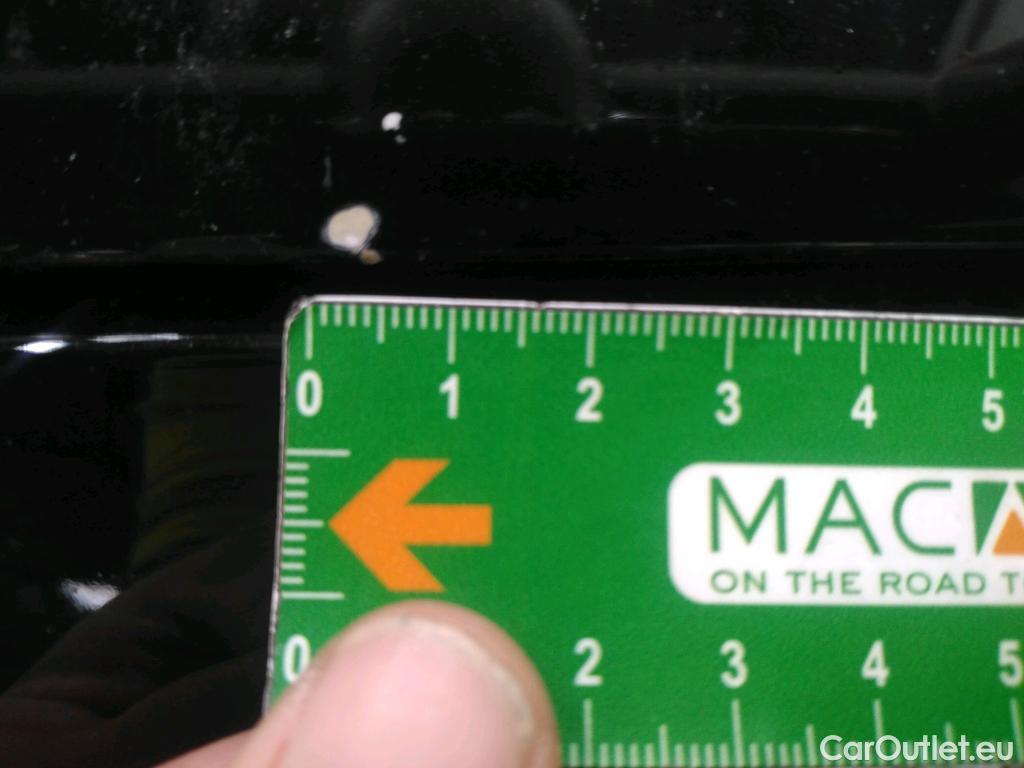 0 1 2 3 4 5
MAC
ON THE ROAD
0 2 3 4 5
CarOutlet.eu